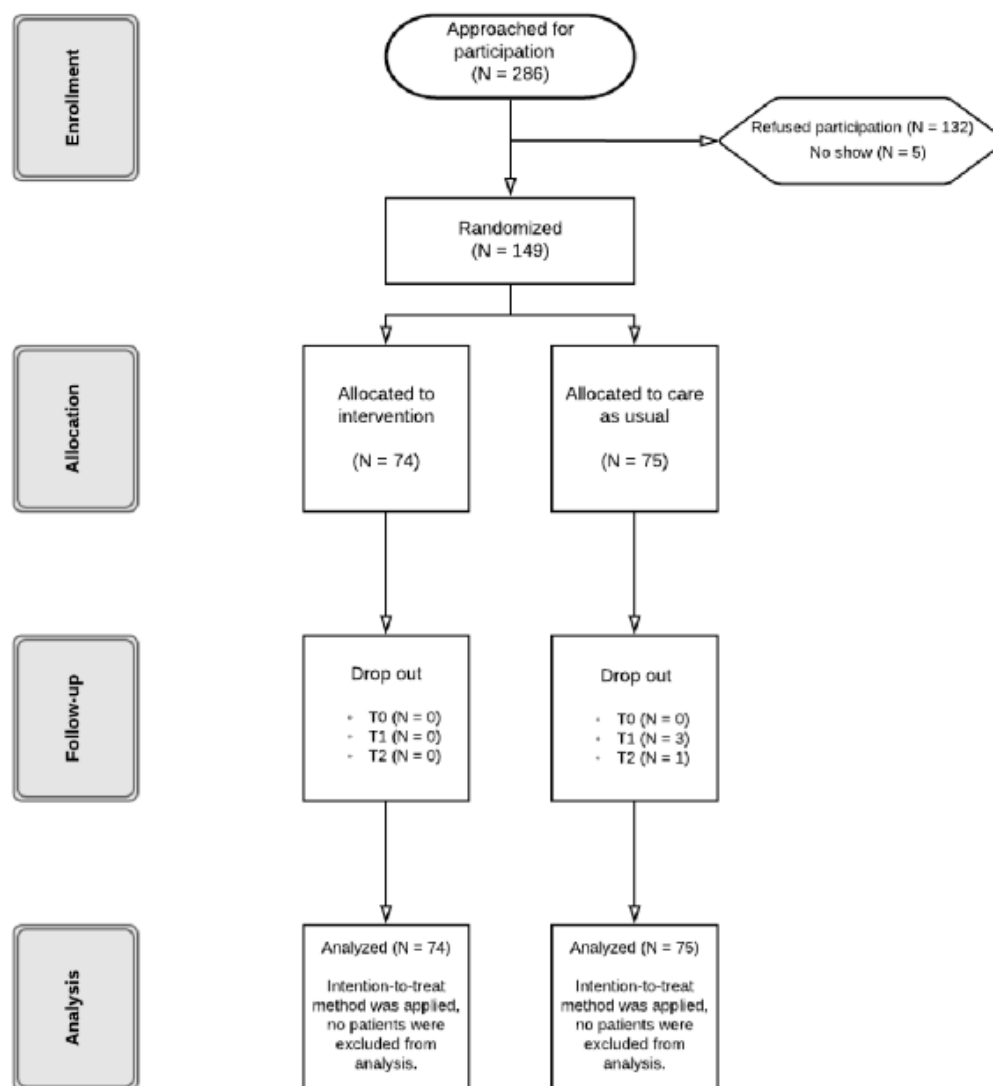 Enrollment
Approached for
participation
(N = 286)
Refused participation (N = 132)
No show (N = 5)
Randomized
(N = 149)
Allocation
Allocated to
intervention
(N = 74)
Allocated to care
as usual
(N = 75)
Follow-up
Drop out
• T0 (N = 0)
• T1 (N = 0)
• T2 (N = 0)
Drop out
• T0 (N = 0)
• T1 (N = 3)
• T2 (N = 1)
Analysis
Analyzed (N = 74)
Intention-to-treat
method was applied,
no patients were
excluded from
analysis.
Analyzed (N = 75)
Intention-to-treat
method was applied,
no patients were
excluded from
analysis.